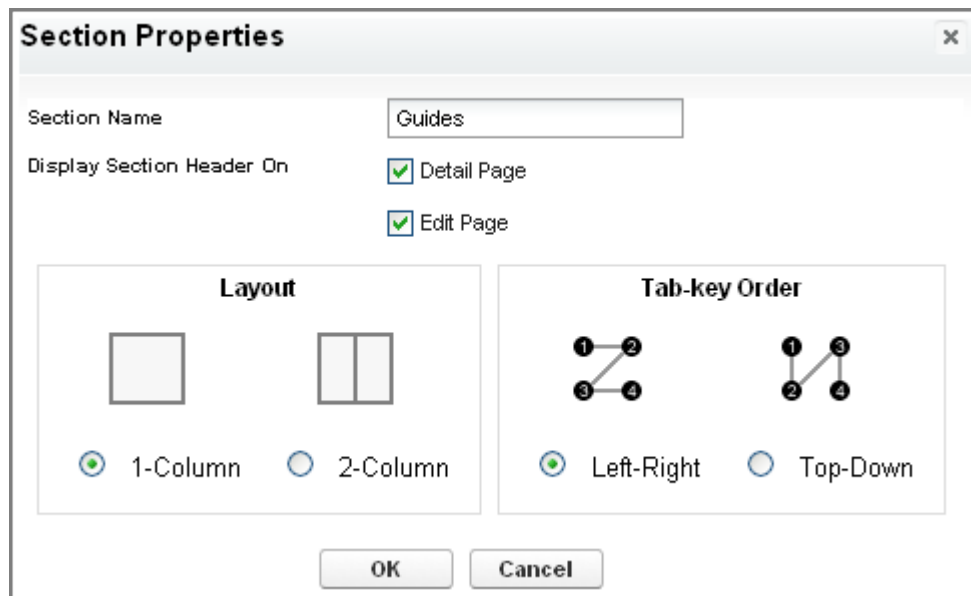 Section Properties
Section Name Guides
Display Section Header On Detail Page
Edit Page
Layout Tab-key Order
1 2 1 3
3 4 2 4
1-Column 2-Column Left-Right Top-Down
OK Cancel